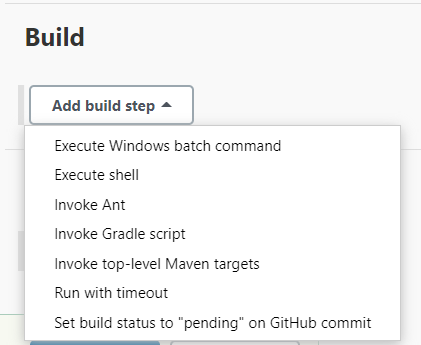 Build
Add build step
Execute Windows batch command
Execute shell
Invoke Ant
Invoke Gradle script
Invoke top-level Maven targets
Run with timeout
Set build status to "pending" on GitHub commit